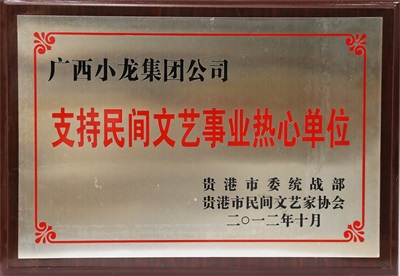 广西小龙集团公司
支持民间文艺事业热心单位
贵港市委统战部
贵港市民间文艺家协会
二〇一二年十月